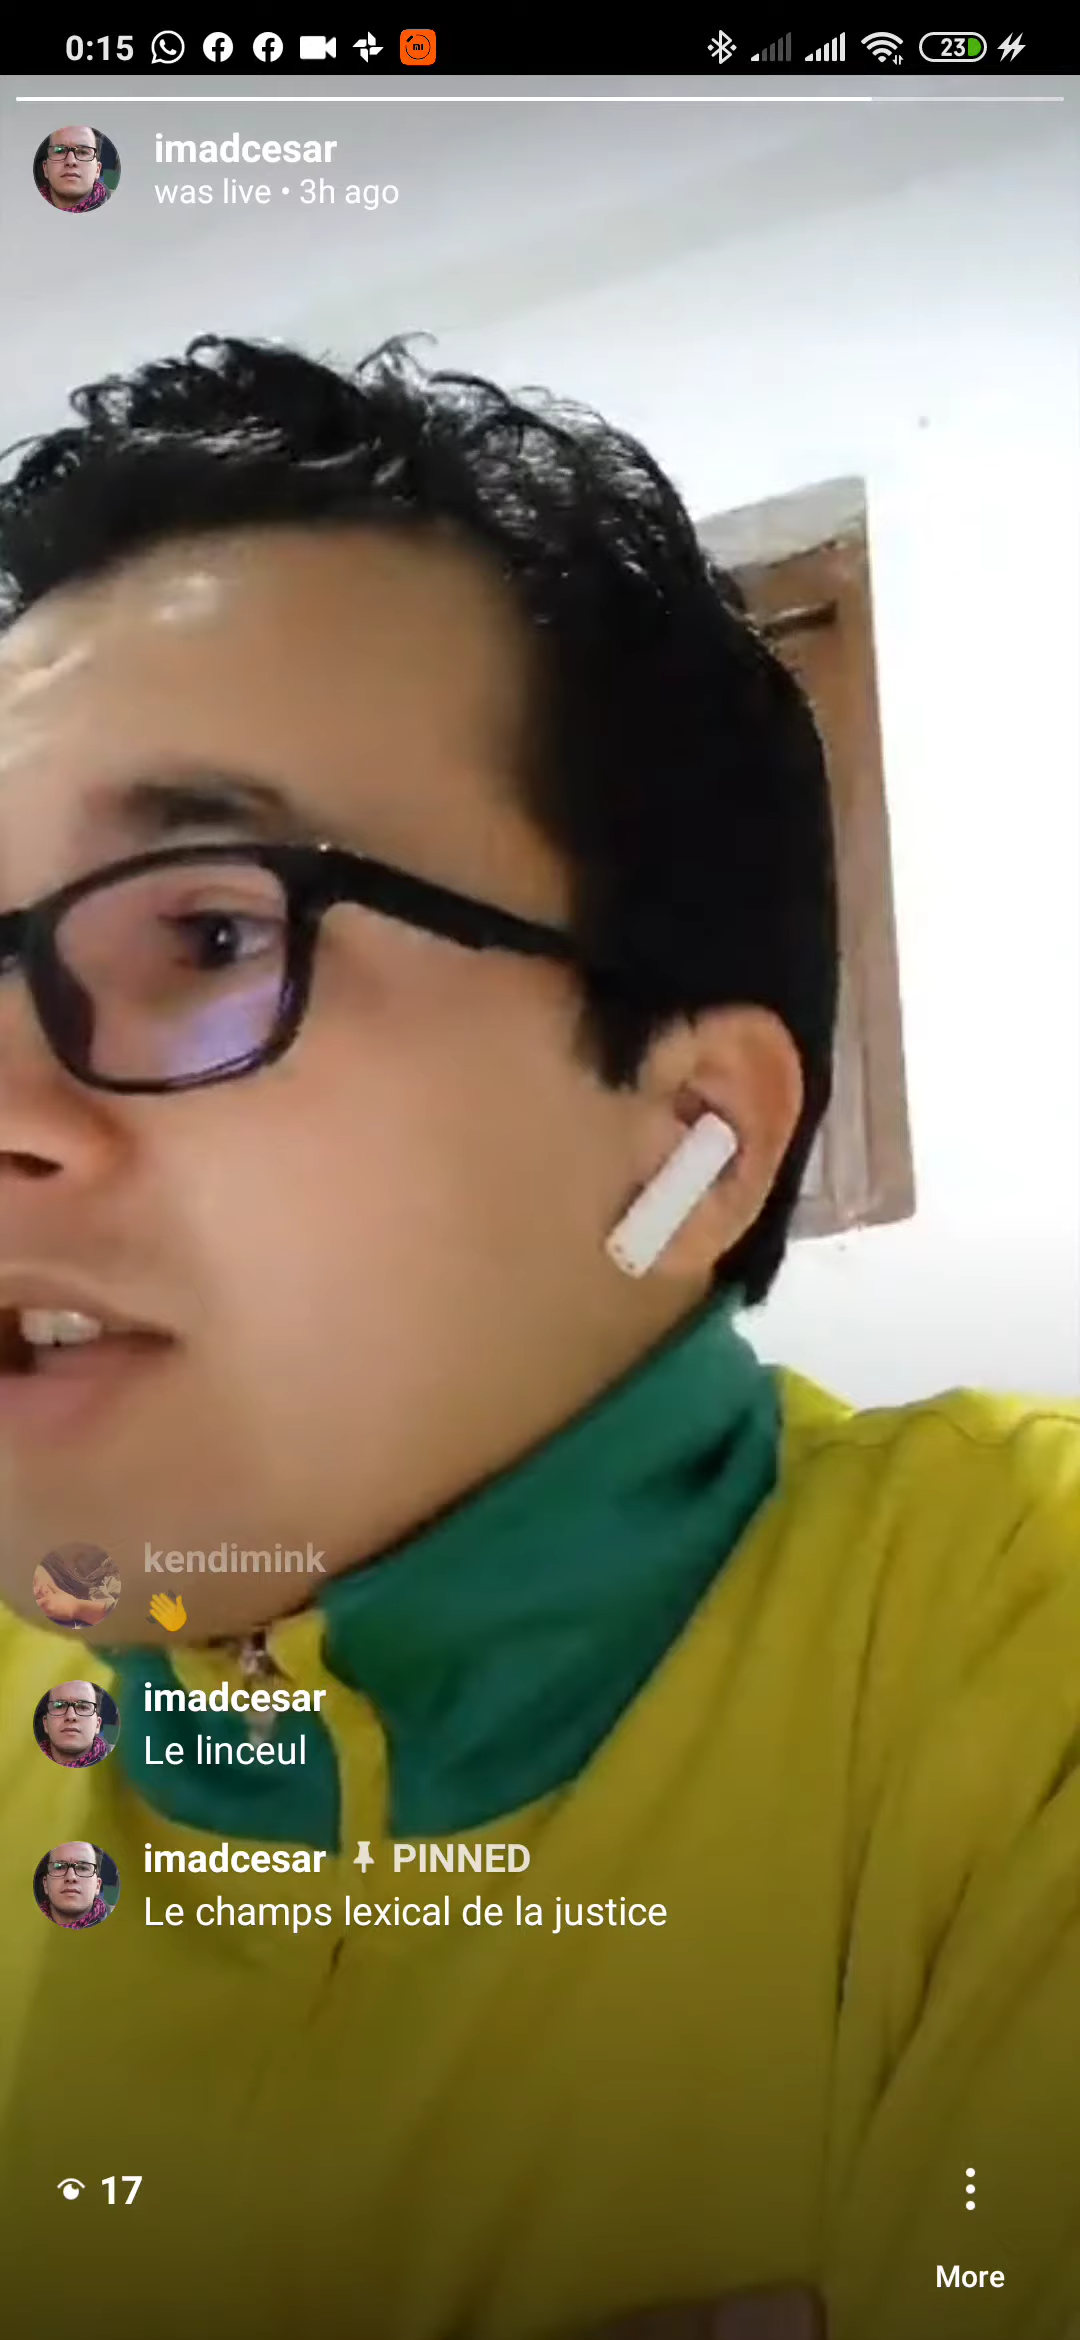 0:15
23
imadcesar
was live • 3h ago
kendimink
👋
imadcesar
Le linceul
imadcesar PINNED
Le champs lexical de la justice
17
More